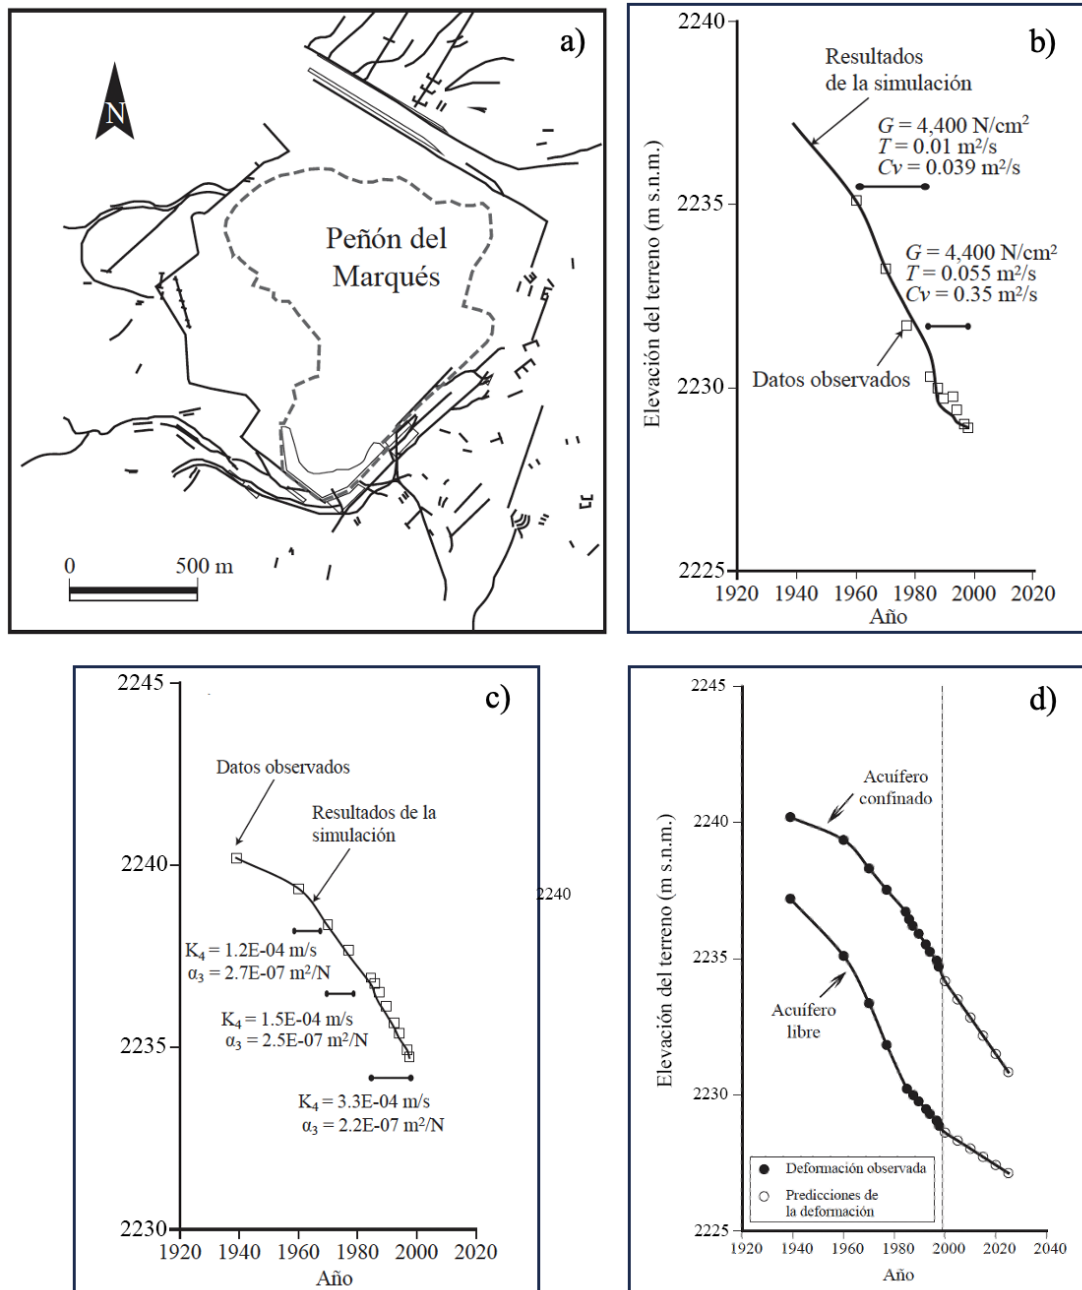 a)
N
Peñón del
Marqués
0
500 m
b)
2240
2235
2230
2225
Elevación del terreno (m s.n.m.)
Resultados
de la simulación
G = 4,400 N/cm²
T = 0.01 m²/s
Cv = 0.039 m²/s
G = 4,400 N/cm²
T = 0.055 m²/s
Cv = 0.35 m²/s
Datos observados
1920 1940 1960 1980 2000 2020
Año
c)
2245
2240
2235
2230
Datos observados
Resultados de la
simulación
K₄ = 1.2E-04 m/s
α₃ = 2.7E-07 m²/N
K₄ = 1.5E-04 m/s
α₃ = 2.5E-07 m²/N
K₄ = 3.3E-04 m/s
α₃ = 2.2E-07 m²/N
1920 1940 1960 1980 2000 2020
Año
2240
d)
2245
2240
2235
2230
2225
Elevación del terreno (m s.n.m.)
Acuífero
confinado
Acuífero
libre
Deformación observada
Predicciones de
la deformación
1920 1940 1960 1980 2000 2020 2040
Año